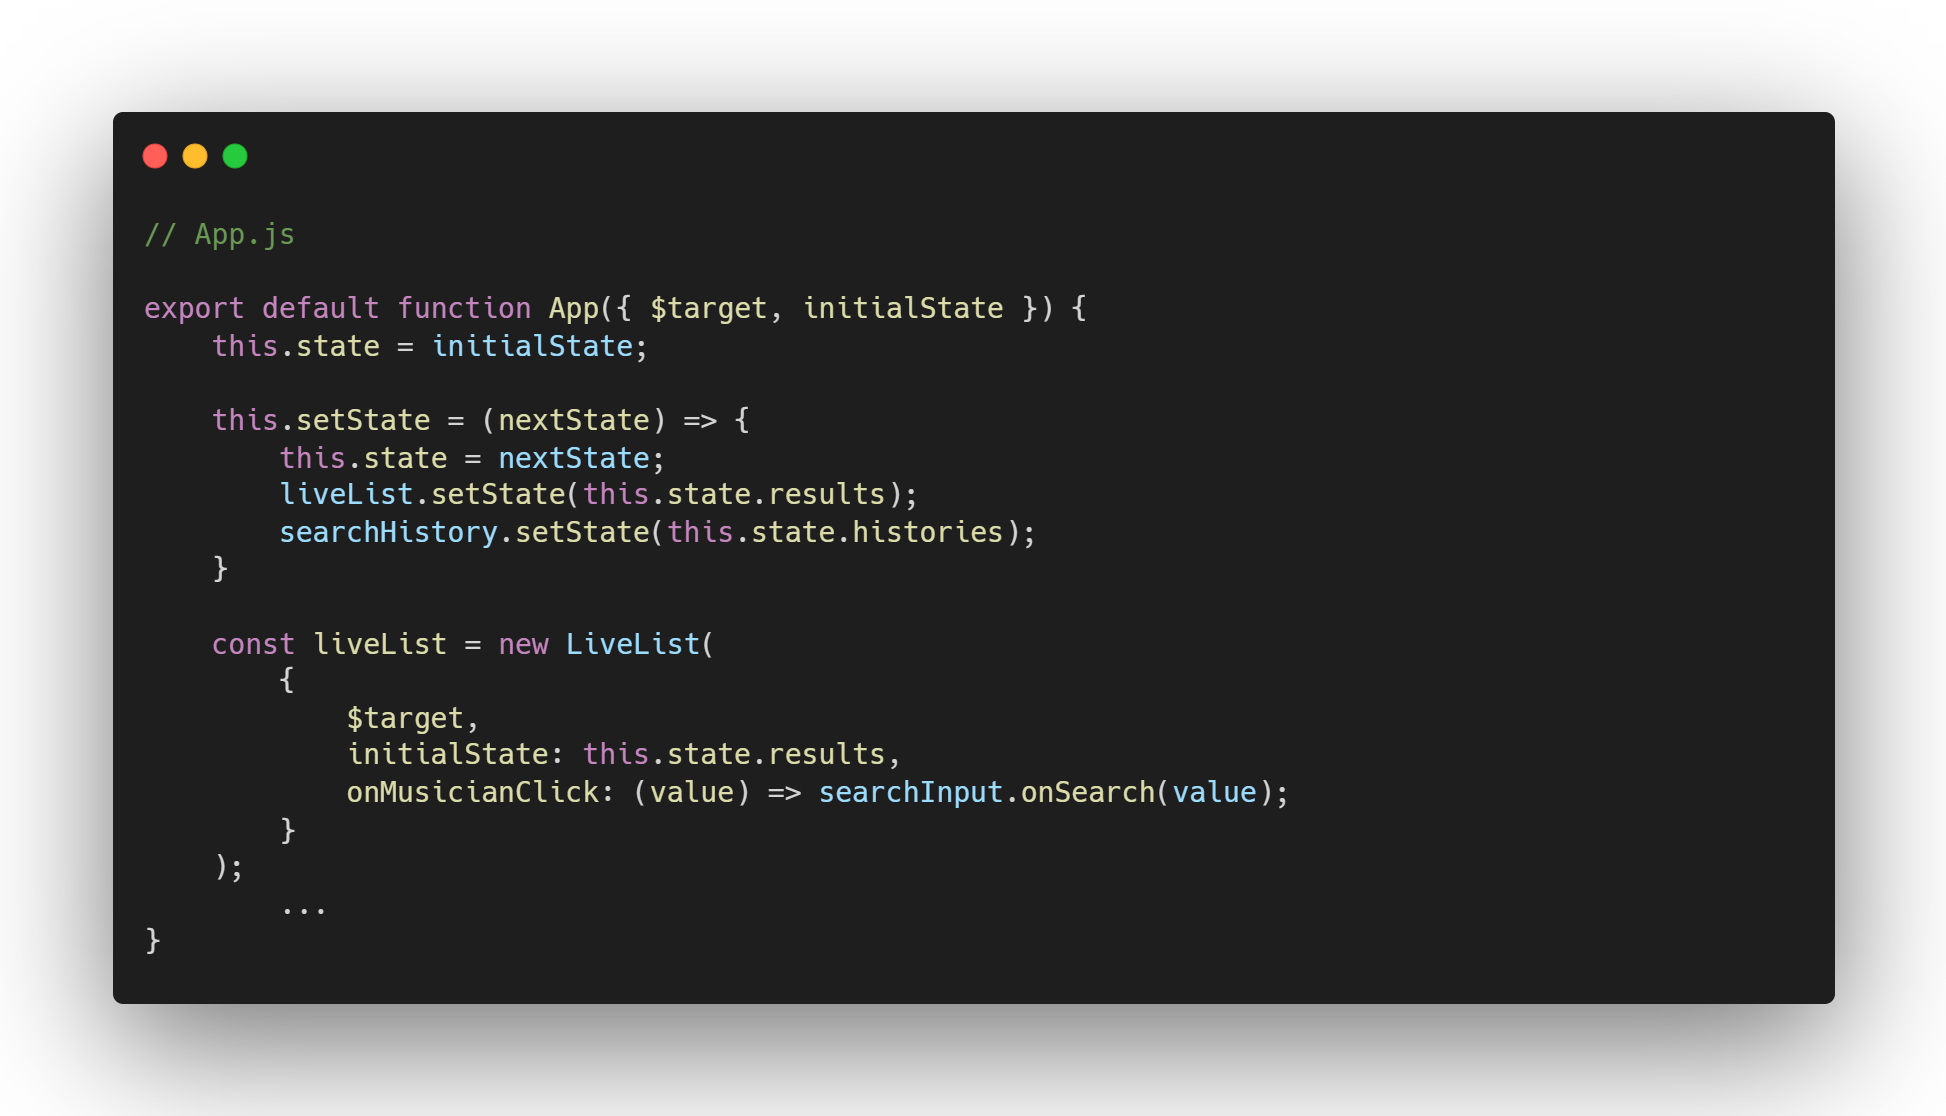 // App.js
export default function App({ $target, initialState }) {
    this.state = initialState;
    this.setState = (nextState) => {
        this.state = nextState;
        liveList.setState(this.state.results);
        searchHistory.setState(this.state.histories);
    }
    const liveList = new LiveList(
        {
            $target,
            initialState: this.state.results,
            onMusicianClick: (value) => searchInput.onSearch(value);
        }
    );
        ...
}